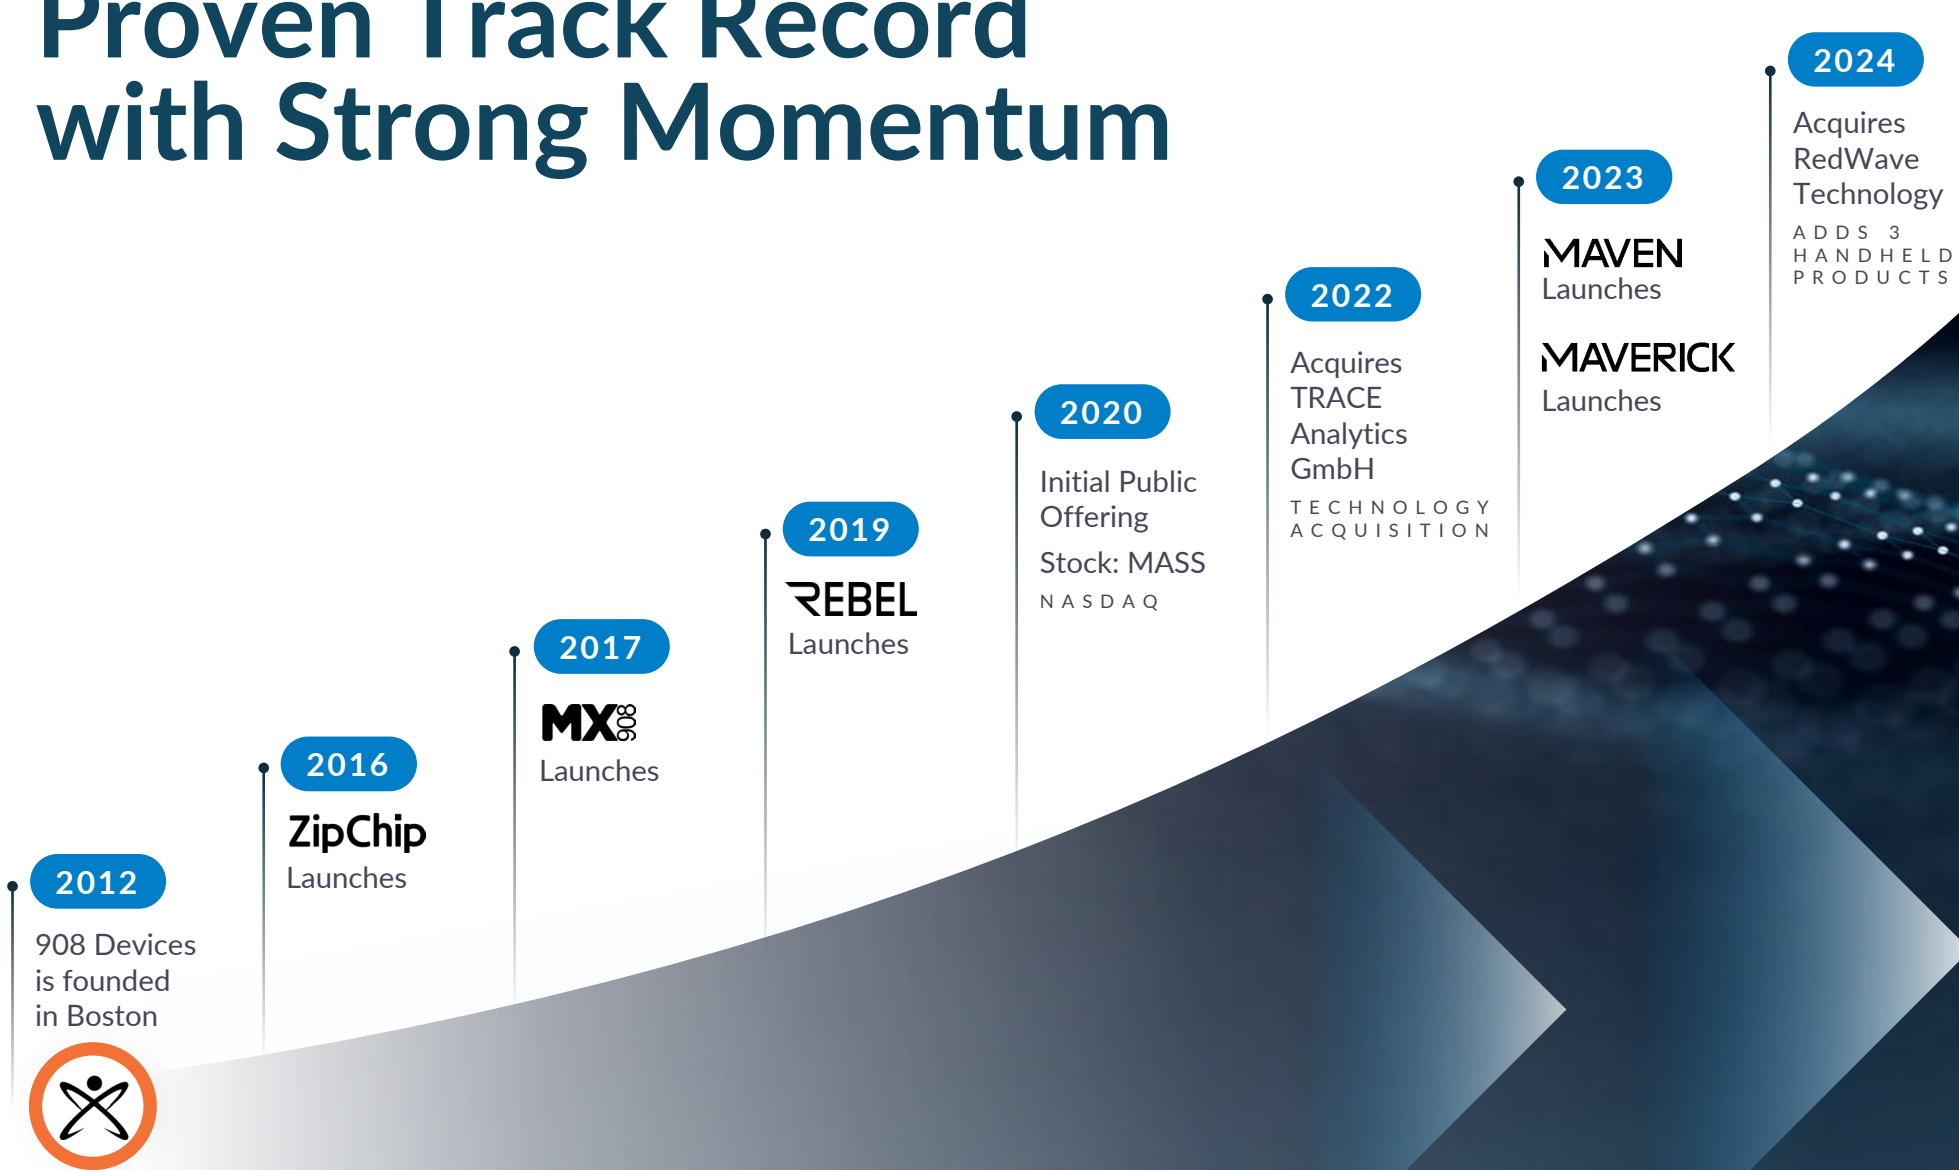 Proven Track Record
with Strong Momentum
2012
908 Devices
is founded
in Boston
2016
ZipChip
Launches
2017
MX908
Launches
2019
REBEL
Launches
2020
Initial Public
Offering
Stock: MASS
NASDAQ
2022
Acquires
TRACE
Analytics
GmbH
TECHNOLOGY
ACQUISITION
2023
MAVEN
Launches
MAVERICK
Launches
2024
Acquires
RedWave
Technology
ADDS 3
HANDHELD
PRODUCTS